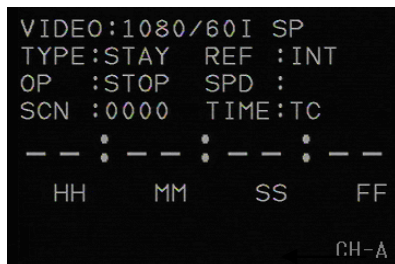 VIDEO:1080/60I SP
TYPE:STAY REF :INT
OP :STOP SPD :
SCN :0000 TIME:TC
--:--:--:--
HH MM SS FF
CH-A